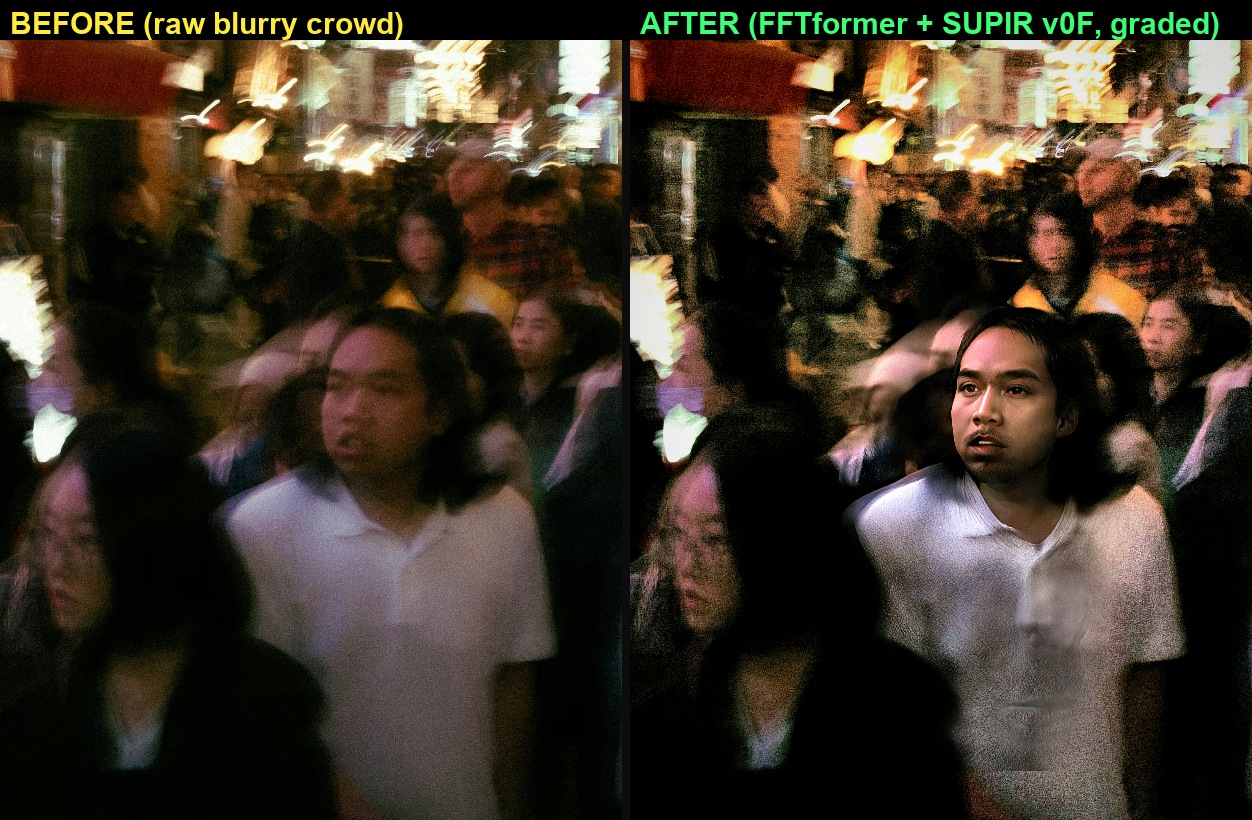 BEFORE (raw blurry crowd)
AFTER (FFTformer + SUPIR v0F, graded)